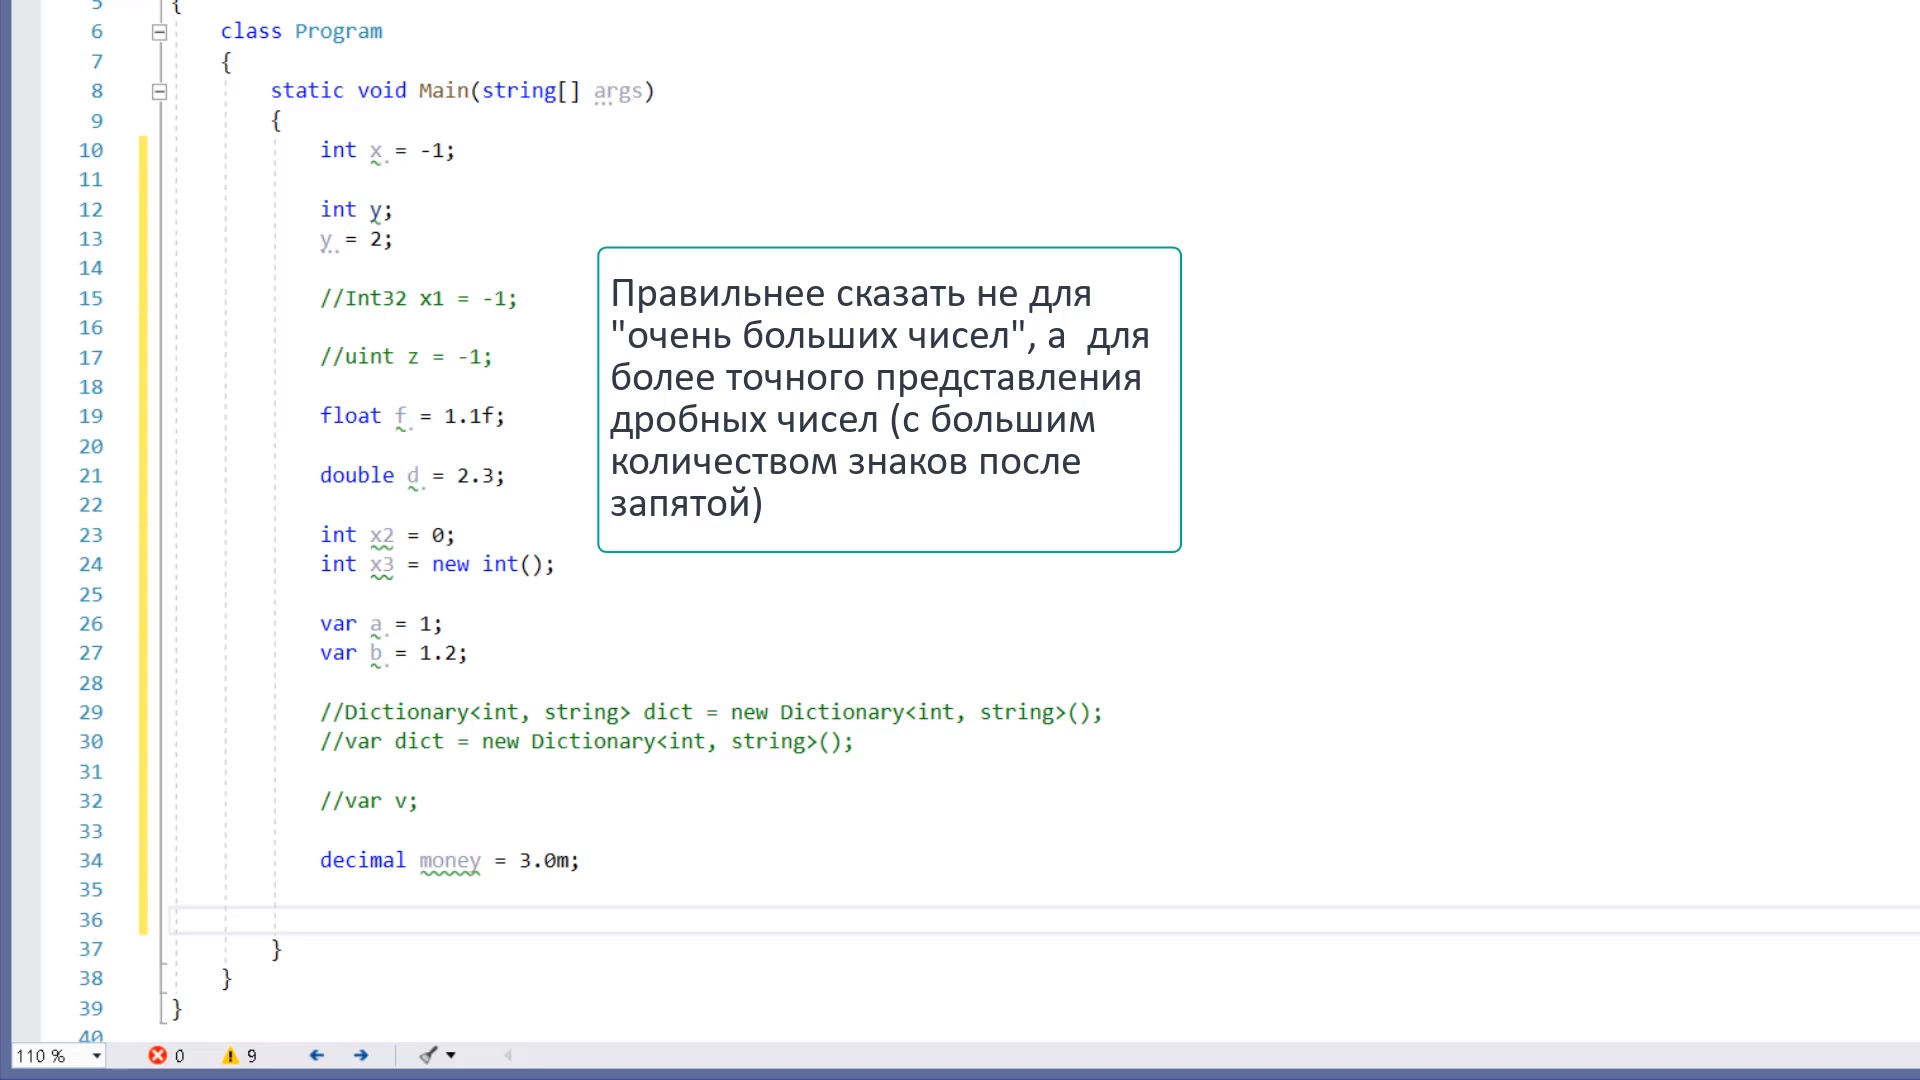 5 {
6 class Program
7 {
8 static void Main(string[] args)
9 {
10 int x = -1;
11
12 int y;
13 y = 2;
14
15 //Int32 x1 = -1;
16
17 //uint z = -1;
18
19 float f = 1.1f;
20
21 double d = 2.3;
22
23 int x2 = 0;
24 int x3 = new int();
25
26 var a = 1;
27 var b = 1.2;
28
29 //Dictionary<int, string> dict = new Dictionary<int, string>();
30 //var dict = new Dictionary<int, string>();
31
32 //var v;
33
34 decimal money = 3.0m;
35
36
37 }
38 }
39 }
40
Правильнее сказать не для
"очень больших чисел", а для
более точного представления
дробных чисел (с большим
количеством знаков после
запятой)
110 % 0 9